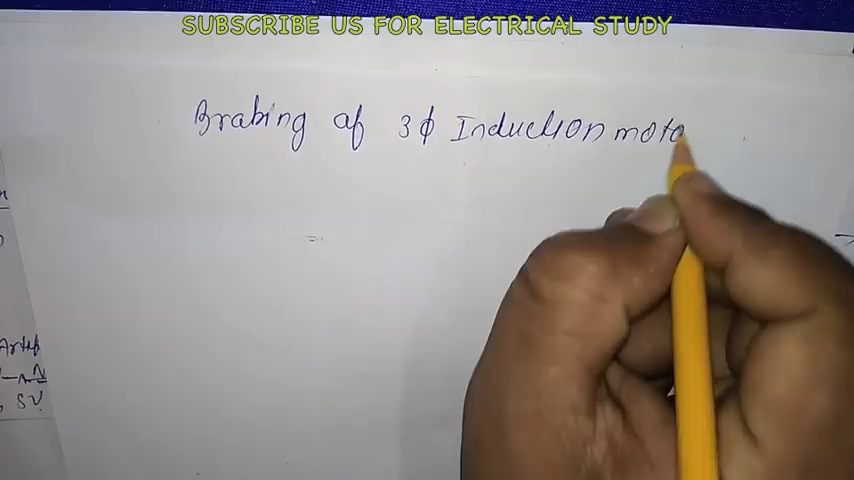 SUBSCRIBE US FOR ELECTRICAL STUDY
Braking of 3ϕ Induction moto